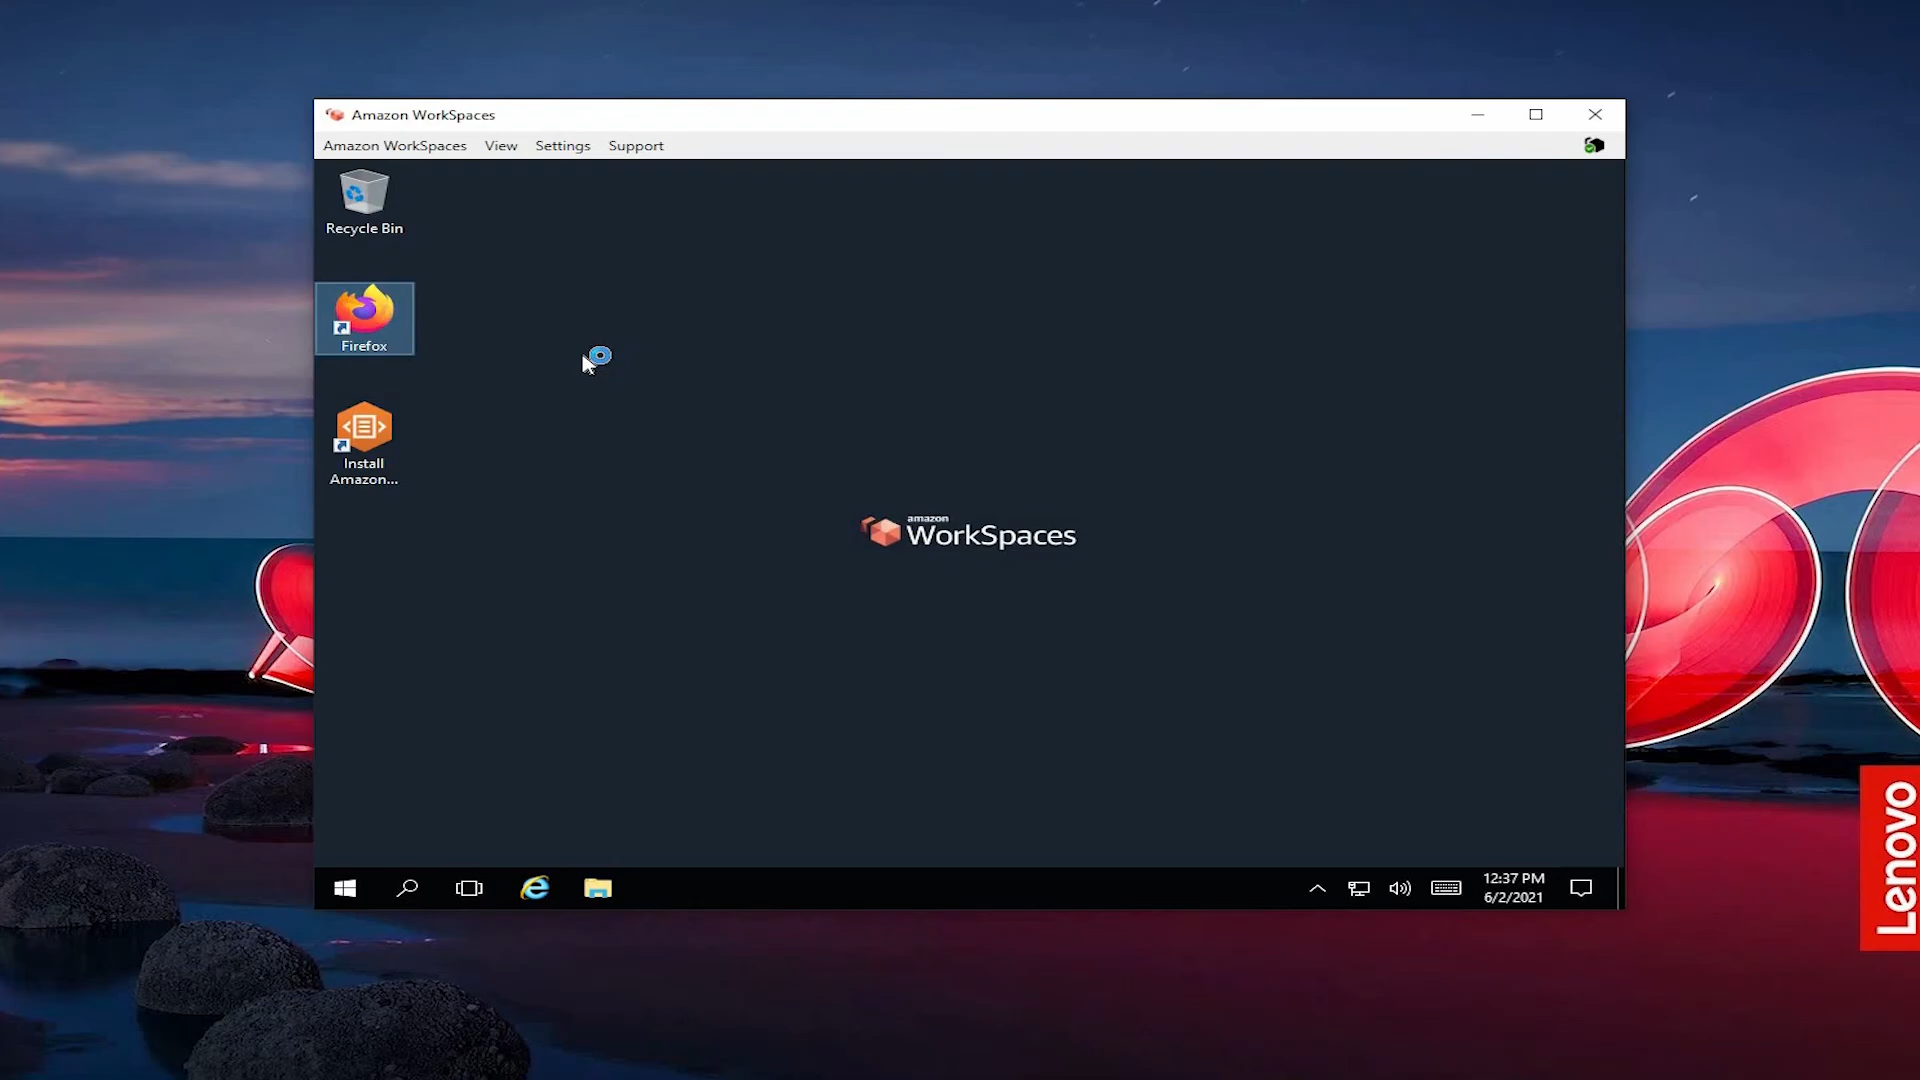 Amazon WorkSpaces
Amazon WorkSpaces View Settings Support
Recycle Bin
Firefox
Install
Amazon...
amazon
WorkSpaces
12:37 PM
6/2/2021
Lenovo